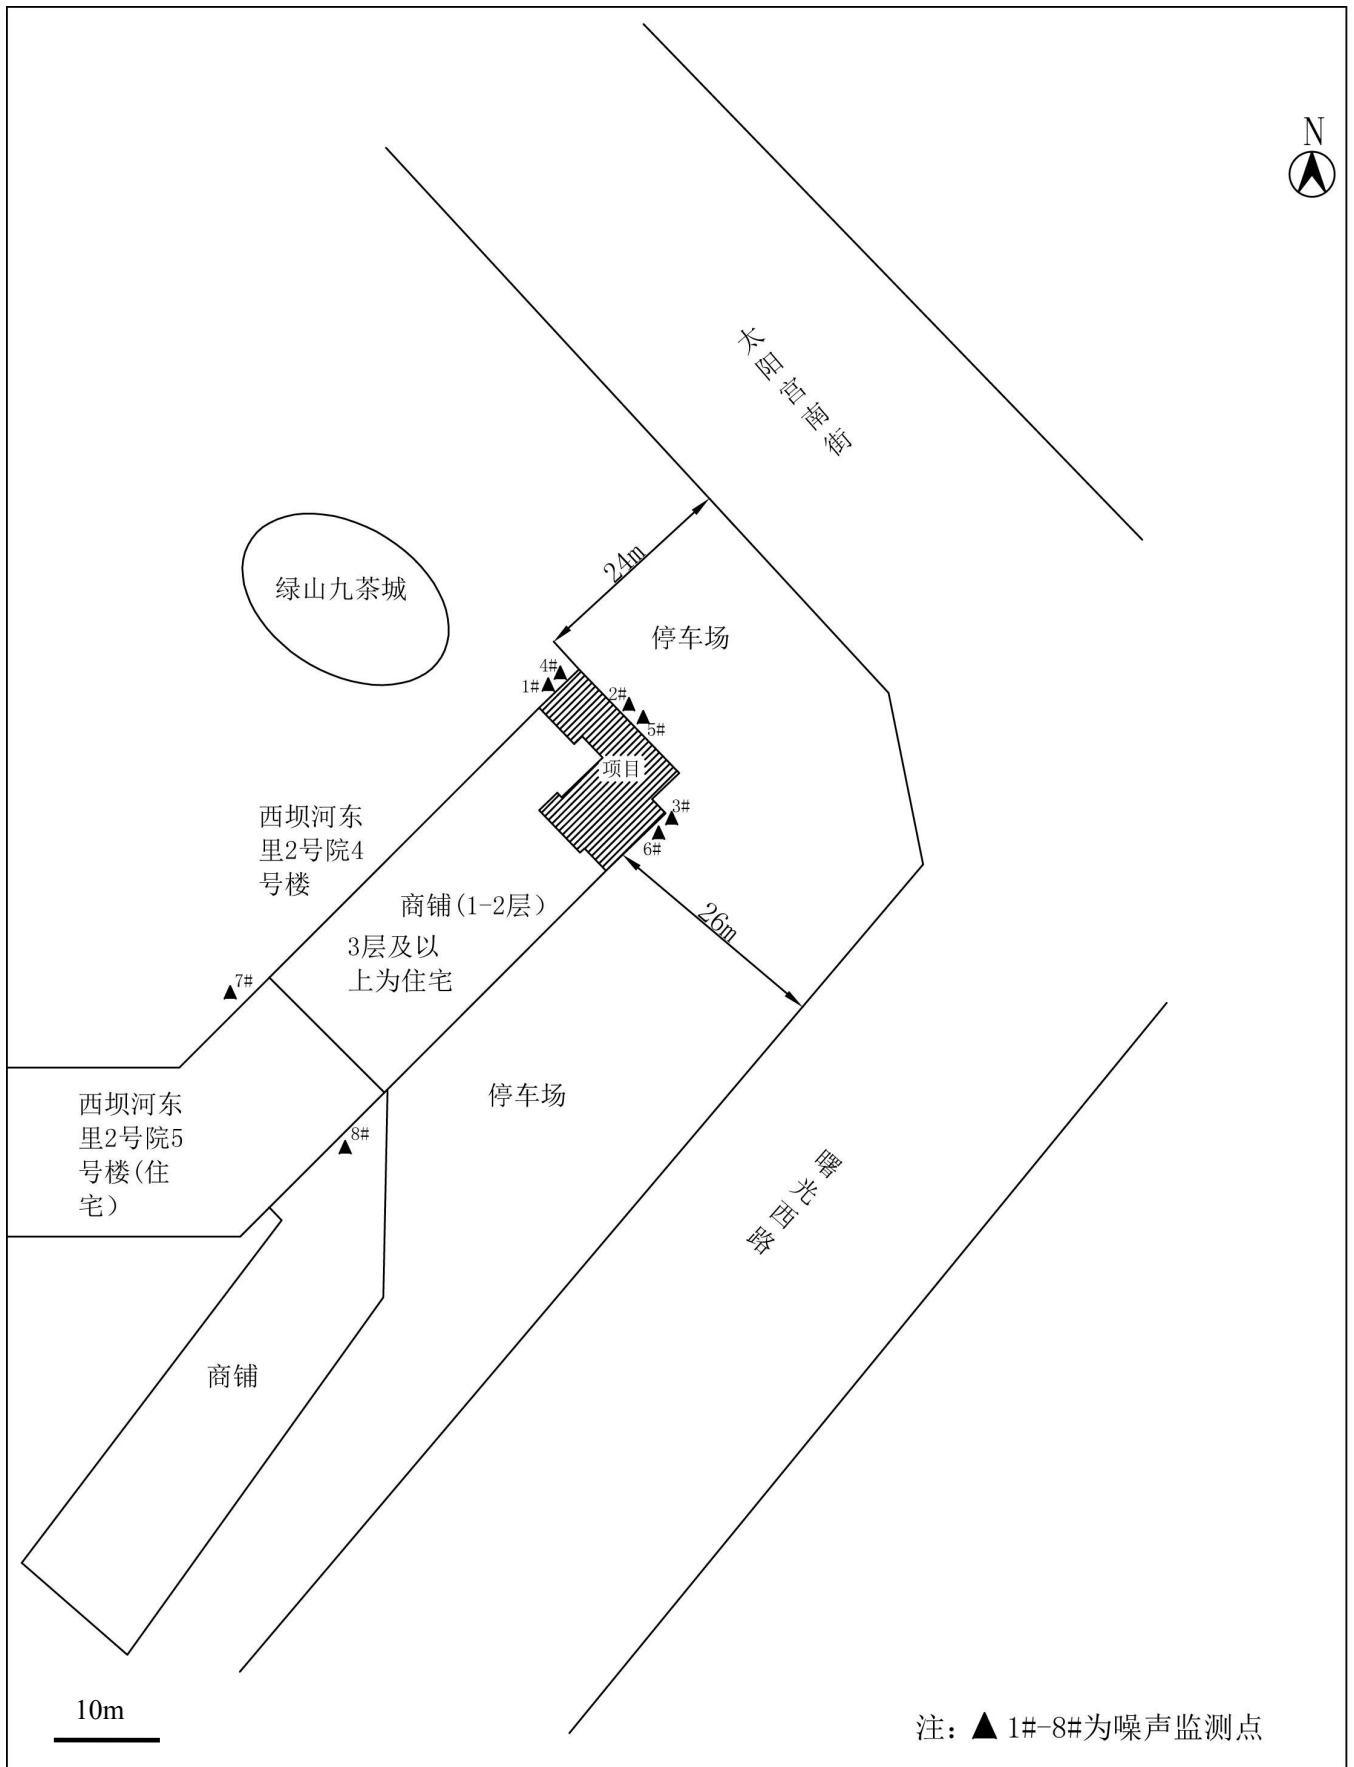 N
太阳宫南街
24m
绿山九茶城
停车场
4#
1#
2#
5#
项目
3#
6#
西坝河东
里2号院4
号楼
商铺(1-2层)
3层及以
上为住宅
26m
7#
停车场
西坝河东
里2号院5
号楼(住
宅)
8#
曙光西路
商铺
10m
注: ▲ 1#-8#为噪声监测点